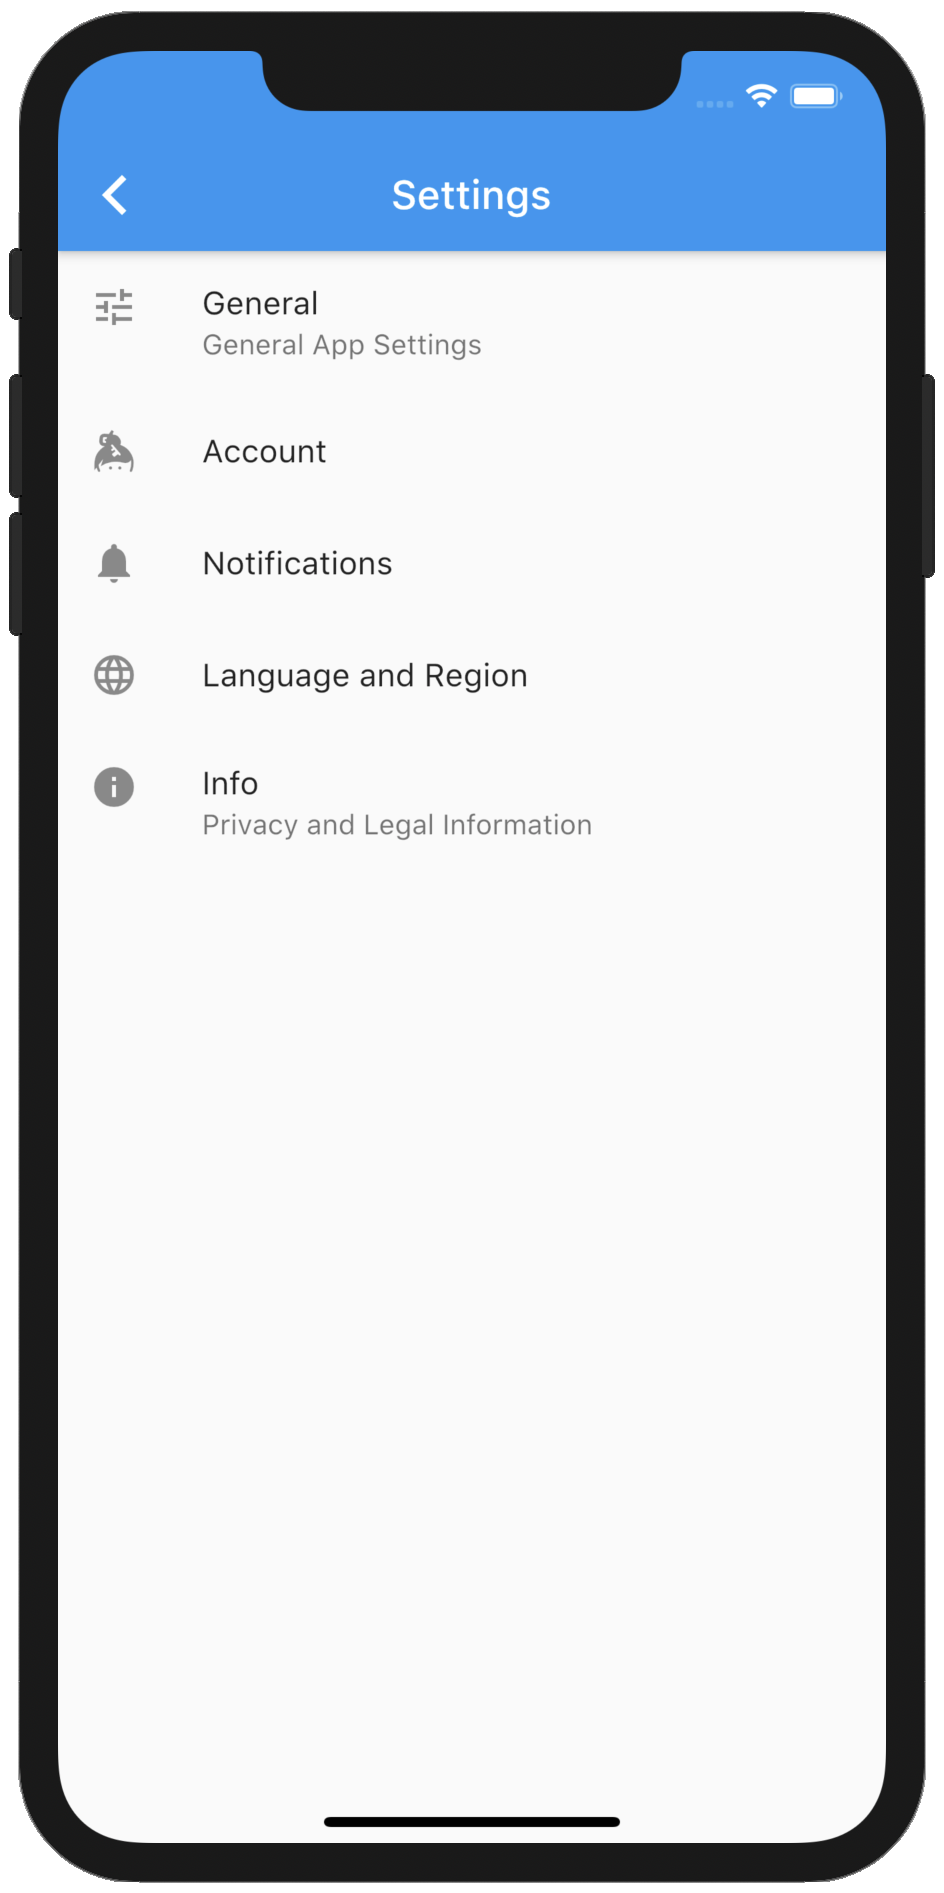 Settings
General
General App Settings
Account
Notifications
Language and Region
Info
Privacy and Legal Information